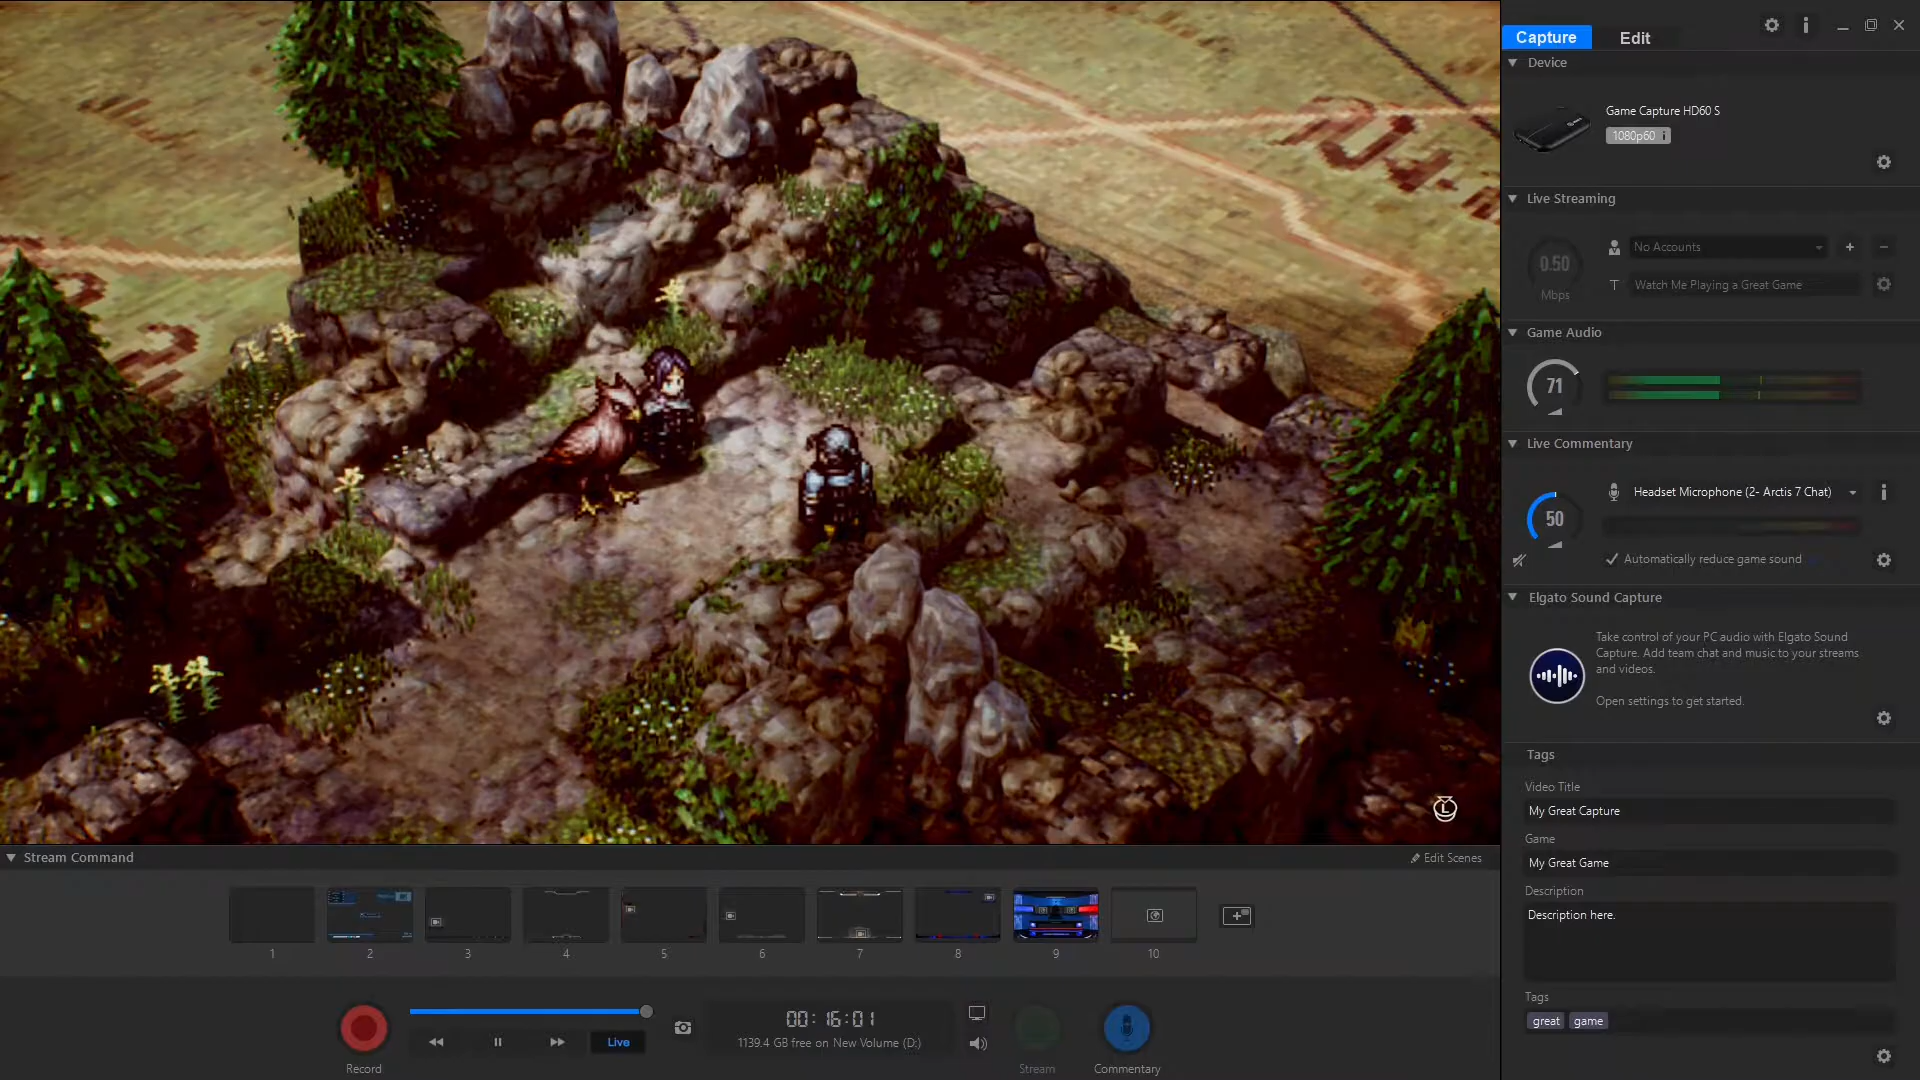 Capture
Edit
Device
Game Capture HD60 S
1080p60 i
Live Streaming
0.50
Mbps
No Accounts
T
Watch Me Playing a Great Game
Game Audio
71
Live Commentary
50
Headset Microphone (2- Arctis 7 Chat)
Automatically reduce game sound
Elgato Sound Capture
Take control of your PC audio with Elgato Sound
Capture. Add team chat and music to your streams
and videos.
Open settings to get started.
Tags
Video Title
My Great Capture
Game
My Great Game
Description
Description here.
Tags
great game
L
Stream Command
Edit Scenes
1 2 3 4 5 6 7 8 9 10
Record
Live
00:16:01
1139.4 GB free on New Volume (D:)
Stream
Commentary